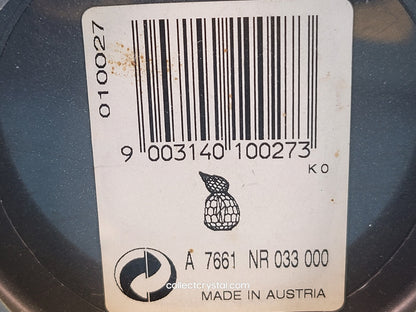 010027
9 003140 100273
K0
A 7661 NR 033 000
collectcrystal.com
MADE IN AUSTRIA